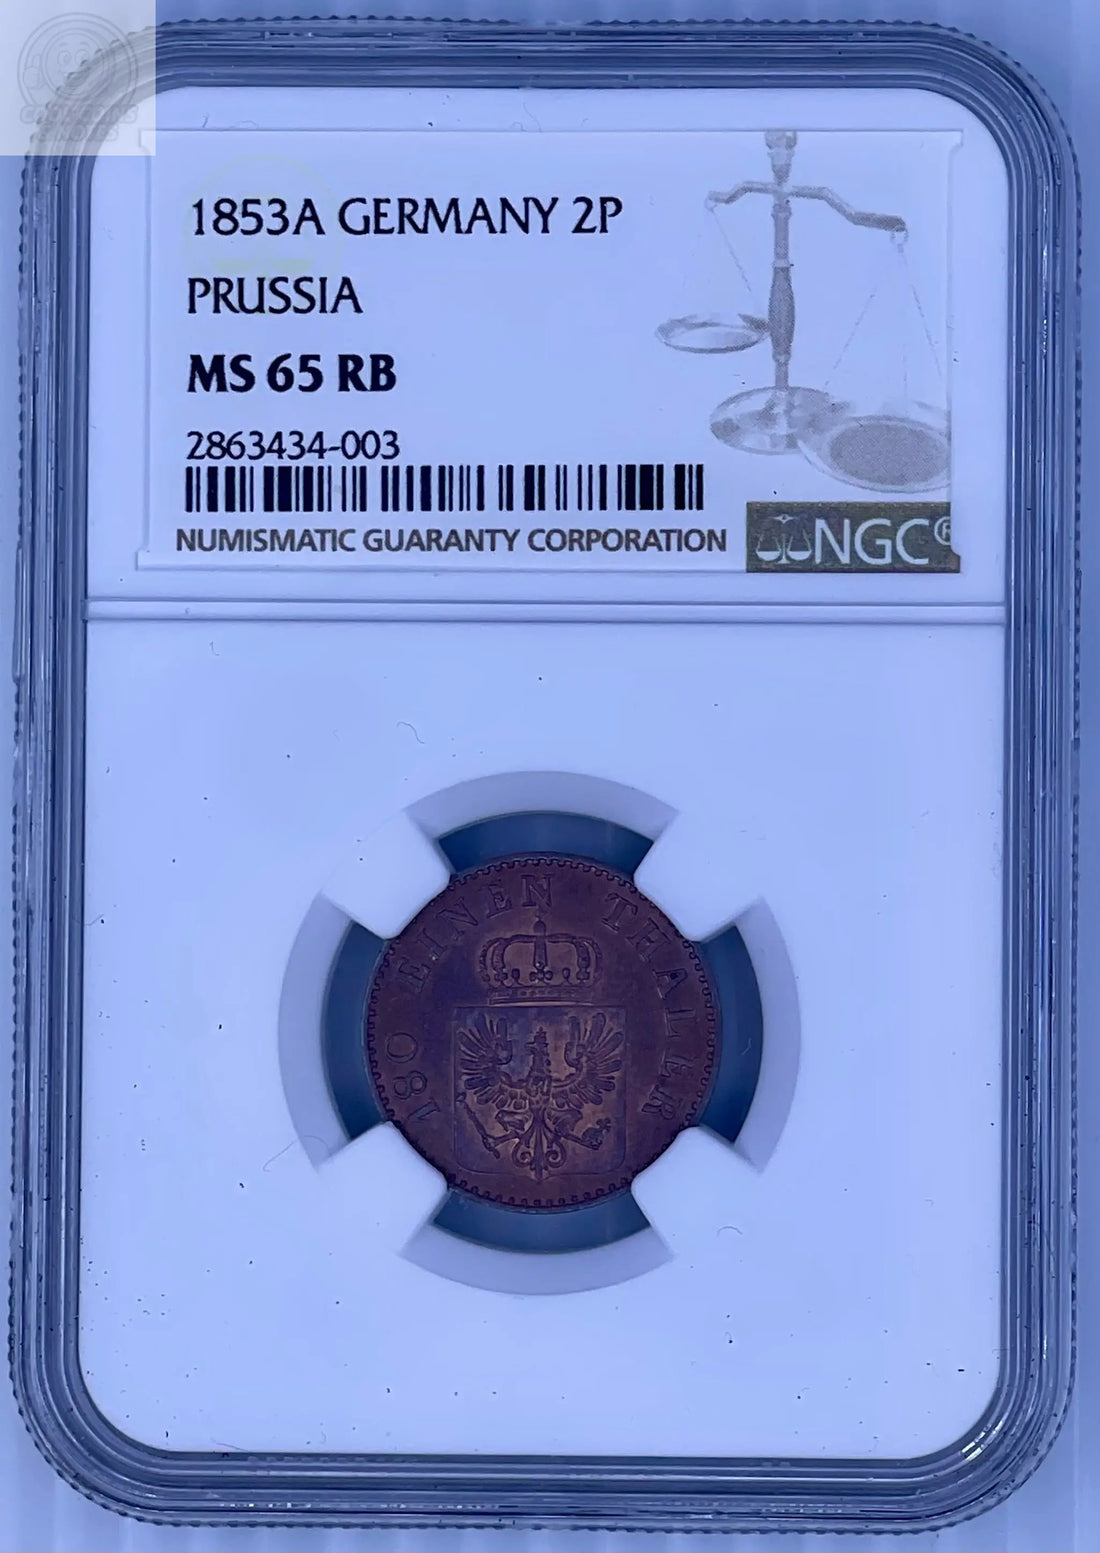 1853A GERMANY 2P
PRUSSIA
MS 65 RB
2863434-003
NUMISMATIC GUARANTY CORPORATION
NGC®
180 EINEN THALER